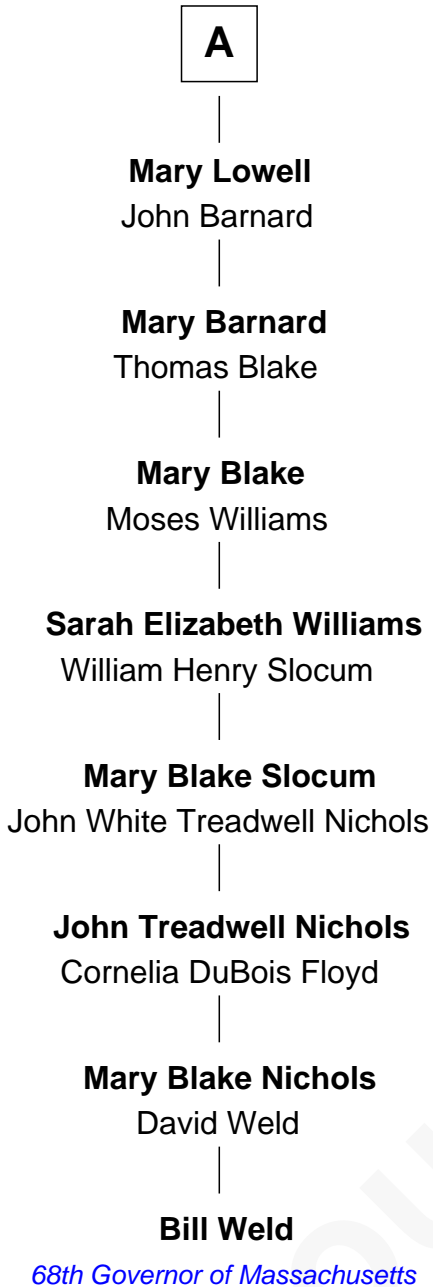 A
Mary Lowell
John Barnard
Mary Barnard
Thomas Blake
Mary Blake
Moses Williams
Sarah Elizabeth Williams
William Henry Slocum
Mary Blake Slocum
John White Treadwell Nichols
John Treadwell Nichols
Cornelia DuBois Floyd
Mary Blake Nichols
David Weld
Bill Weld
68th Governor of Massachusetts